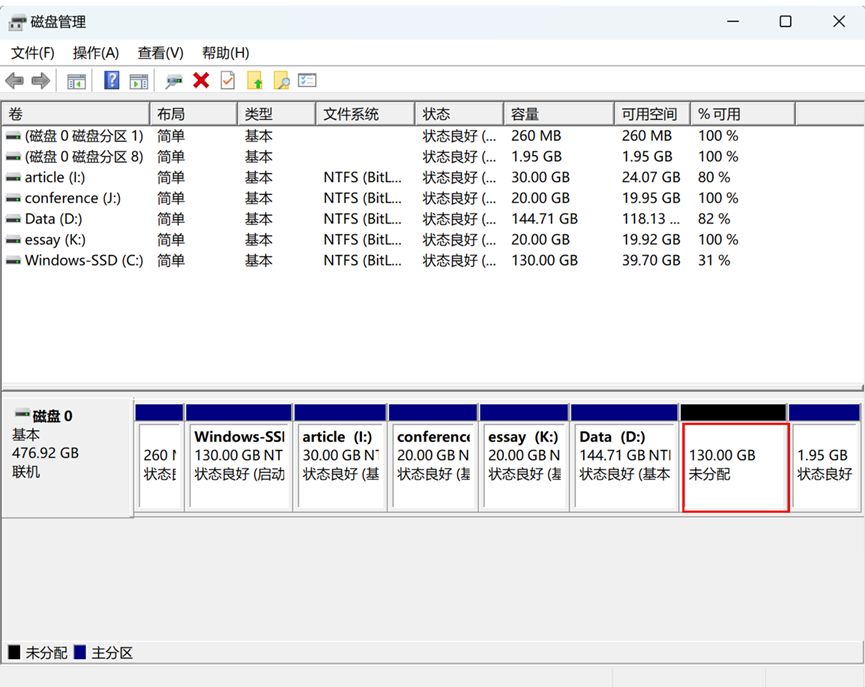 磁盘管理
文件(F) 操作(A) 查看(V) 帮助(H)
卷 布局 类型 文件系统 状态 容量 可用空间 % 可用
(磁盘 0 磁盘分区 1) 简单 基本 状态良好 (... 260 MB 260 MB 100 %
(磁盘 0 磁盘分区 8) 简单 基本 状态良好 (... 1.95 GB 1.95 GB 100 %
article (I:) 简单 基本 NTFS (BitL... 状态良好 (... 30.00 GB 24.07 GB 80 %
conference (J:) 简单 基本 NTFS (BitL... 状态良好 (... 20.00 GB 19.95 GB 100 %
Data (D:) 简单 基本 NTFS (BitL... 状态良好 (... 144.71 GB 118.13 ... 82 %
essay (K:) 简单 基本 NTFS (BitL... 状态良好 (... 20.00 GB 19.92 GB 100 %
Windows-SSD (C:) 简单 基本 NTFS (BitL... 状态良好 (... 130.00 GB 39.70 GB 31 %
磁盘 0
基本
476.92 GB
联机
260
状态
Windows-SS
130.00 GB NT
状态良好 (启动
article (I:)
30.00 GB NT
状态良好 (基
conference
20.00 GB N
状态良好 (基
essay (K:)
20.00 GB N
状态良好 (基
Data (D:)
144.71 GB NT
状态良好 (基本
130.00 GB
未分配
1.95 GB
状态良好
未分配 主分区